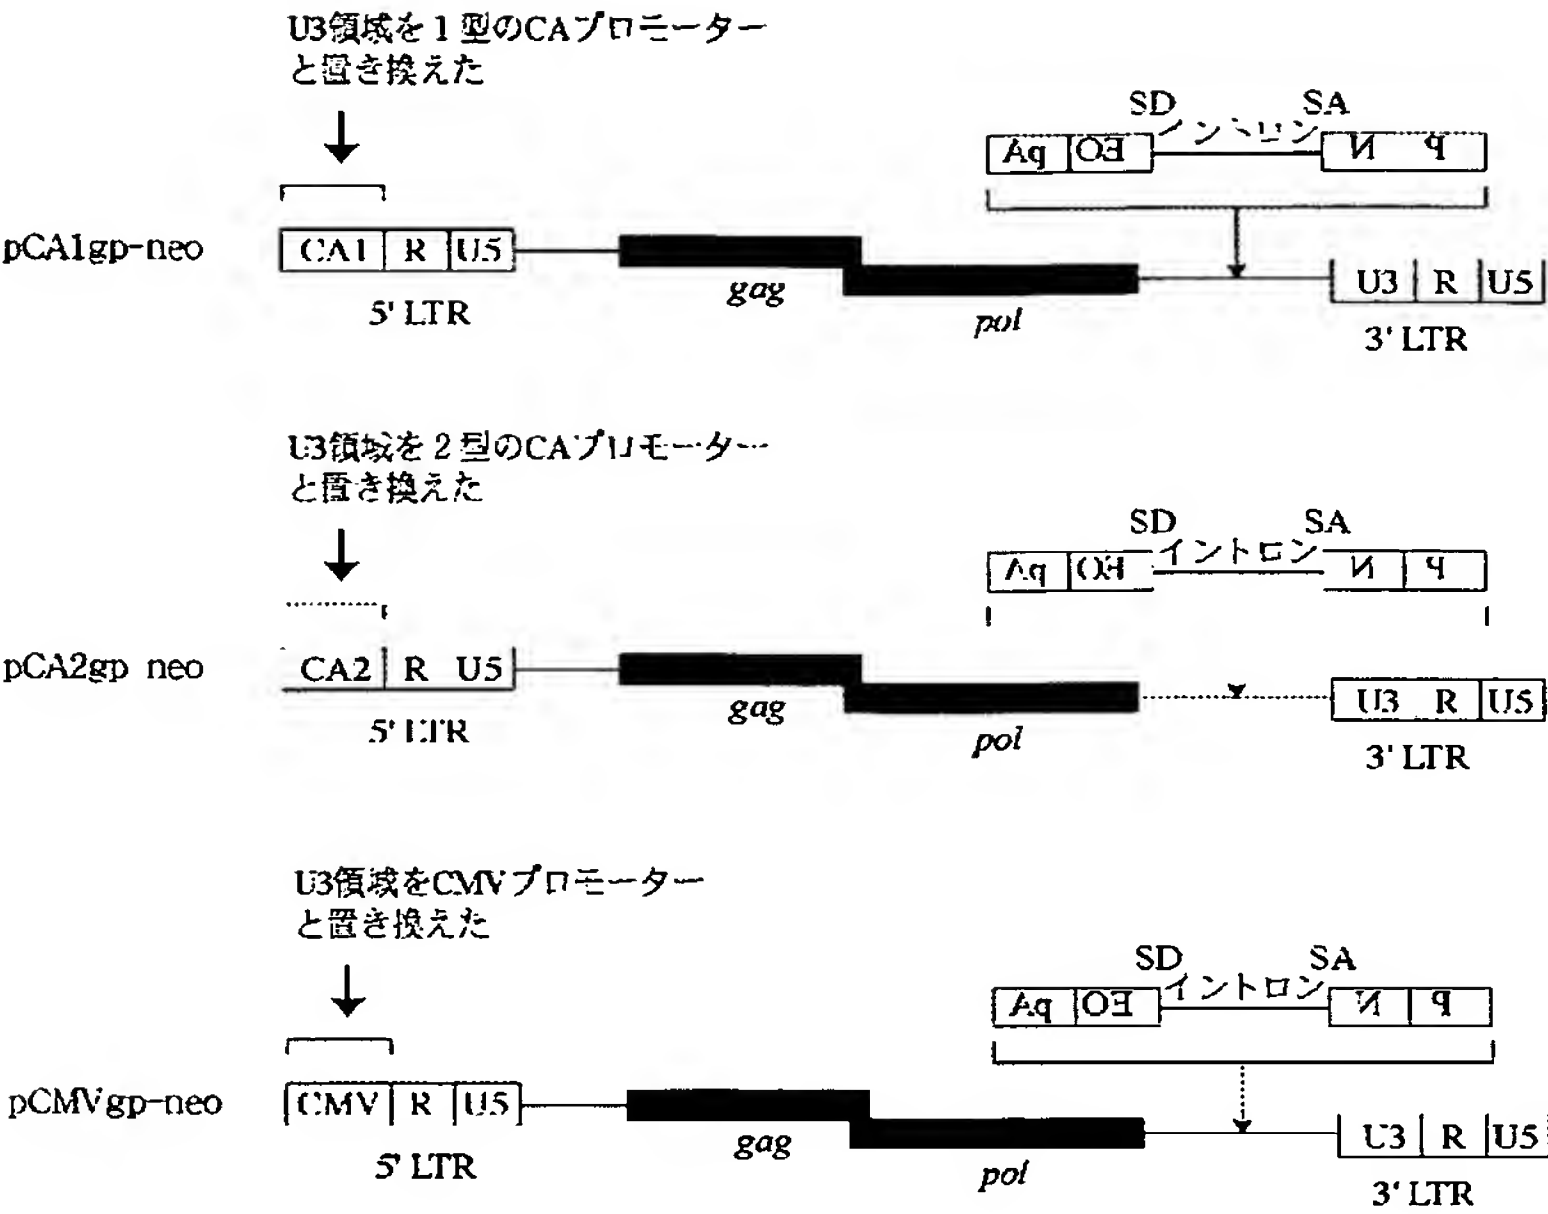 U3領域を1型のCAプロモーター
と置き換えた
SD イントロン SA
pA EO N P
pCA1gp-neo
CA1 R U5
5' LTR
gag
pol
U3 R U5
3' LTR
U3領域を2型のCAプロモーター
と置き換えた
SD イントロン SA
pA EO N P
pCA2gp neo
CA2 R U5
5' LTR
gag
pol
U3 R U5
3' LTR
U3領域をCMVプロモーター
と置き換えた
SD イントロン SA
pA EO N P
pCMVgp-neo
CMV R U5
5' LTR
gag
pol
U3 R U5
3' LTR